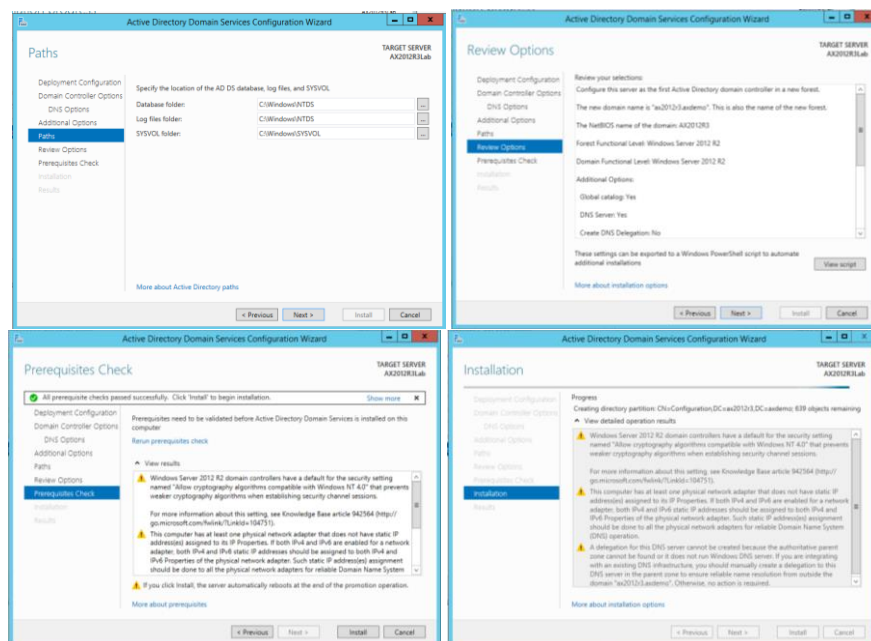 Active Directory Domain Services Configuration Wizard
Paths
TARGET SERVER
AX2012R3Lab
Deployment Configuration
Domain Controller Options
DNS Options
Additional Options
Paths
Review Options
Prerequisites Check
Installation
Results
Specify the location of the AD DS database, log files, and SYSVOL
Database folder: C:\Windows\NTDS
Log files folder: C:\Windows\NTDS
SYSVOL folder: C:\Windows\SYSVOL
More about Active Directory paths
< Previous Next > Install Cancel
Active Directory Domain Services Configuration Wizard
Review Options
TARGET SERVER
AX2012R3Lab
Deployment Configuration
Domain Controller Options
DNS Options
Additional Options
Paths
Review Options
Prerequisites Check
Installation
Results
Review your selections:
Configure this server as the first Active Directory domain controller in a new forest.
The new domain name is "ax2012r3.axdemo". This is also the name of the new forest.
The NetBIOS name of the domain: AX2012R3
Forest Functional Level: Windows Server 2012 R2
Domain Functional Level: Windows Server 2012 R2
Additional Options:
Global catalog: Yes
DNS Server: Yes
Create DNS Delegation: No
These settings can be exported to a Windows PowerShell script to automate
additional installations
View script
More about installation options
< Previous Next > Install Cancel
Active Directory Domain Services Configuration Wizard
Prerequisites Check
TARGET SERVER
AX2012R3Lab
All prerequisite checks passed successfully. Click 'Install' to begin installation. Show more
Deployment Configuration
Domain Controller Options
DNS Options
Additional Options
Paths
Review Options
Prerequisites Check
Installation
Results
Prerequisites need to be validated before Active Directory Domain Services is installed on this
computer
Rerun prerequisites check
View results
Windows Server 2012 R2 domain controllers have a default for the security setting
named "Allow cryptography algorithms compatible with Windows NT 4.0" that prevents
weaker cryptography algorithms when establishing security channel sessions.
For more information about this setting, see Knowledge Base article 942564 (http://
go.microsoft.com/fwlink/?LinkId=104751).
This computer has at least one physical network adapter that does not have static IP
address(es) assigned to its IP Properties. If both IPv4 and IPv6 are enabled for a network
adapter, both IPv4 and IPv6 static IP addresses should be assigned to both IPv4 and
IPv6 Properties of the physical network adapter. Such static IP address(es) assignment
should be done to all the physical network adapters for reliable Domain Name System
If you click Install, the server automatically reboots at the end of the promotion operation.
More about prerequisites
< Previous Next > Install Cancel
Active Directory Domain Services Configuration Wizard
Installation
TARGET SERVER
AX2012R3Lab
Deployment Configuration
Domain Controller Options
DNS Options
Additional Options
Paths
Review Options
Prerequisites Check
Installation
Results
Progress
Creating directory partition: CN=Configuration,DC=ax2012r3,DC=axdemo; 639 objects remaining
View detailed operation results
Windows Server 2012 R2 domain controllers have a default for the security setting
named "Allow cryptography algorithms compatible with Windows NT 4.0" that prevents
weaker cryptography algorithms when establishing security channel sessions.
For more information about this setting, see Knowledge Base article 942564 (http://
go.microsoft.com/fwlink/?LinkId=104751).
This computer has at least one physical network adapter that does not have static IP
address(es) assigned to its IP Properties. If both IPv4 and IPv6 are enabled for a network
adapter, both IPv4 and IPv6 static IP addresses should be assigned to both IPv4 and
IPv6 Properties of the physical network adapter. Such static IP address(es) assignment
should be done to all the physical network adapters for reliable Domain Name System
(DNS) operation.
A delegation for this DNS server cannot be created because the authoritative parent
zone cannot be found or it does not run Windows DNS server. If you are integrating
with an existing DNS infrastructure, you should manually create a delegation to this
DNS server in the parent zone to ensure reliable name resolution from outside the
domain "ax2012r3.axdemo". Otherwise, no action is required.
More about installation options
< Previous Next > Install Cancel